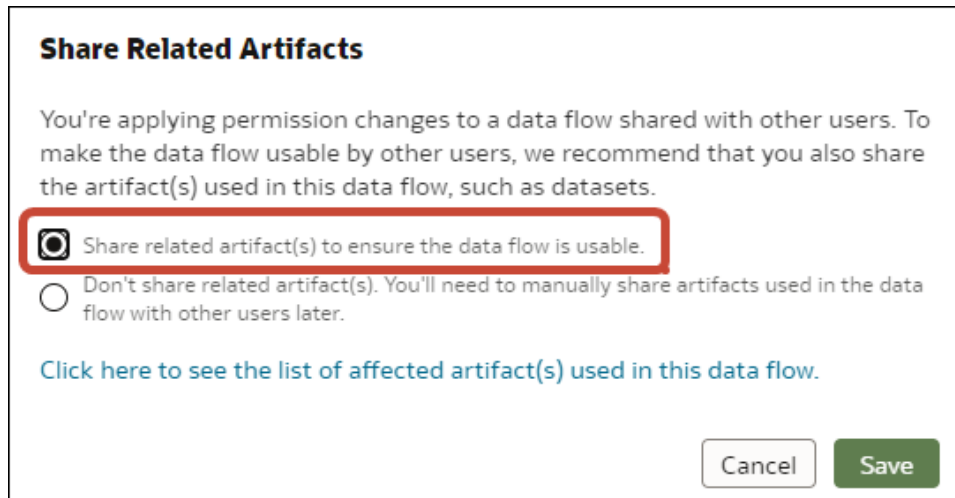 Share Related Artifacts
You're applying permission changes to a data flow shared with other users. To
make the data flow usable by other users, we recommend that you also share
the artifact(s) used in this data flow, such as datasets.
Share related artifact(s) to ensure the data flow is usable.
Don't share related artifact(s). You'll need to manually share artifacts used in the data
flow with other users later.
Click here to see the list of affected artifact(s) used in this data flow.
Cancel Save